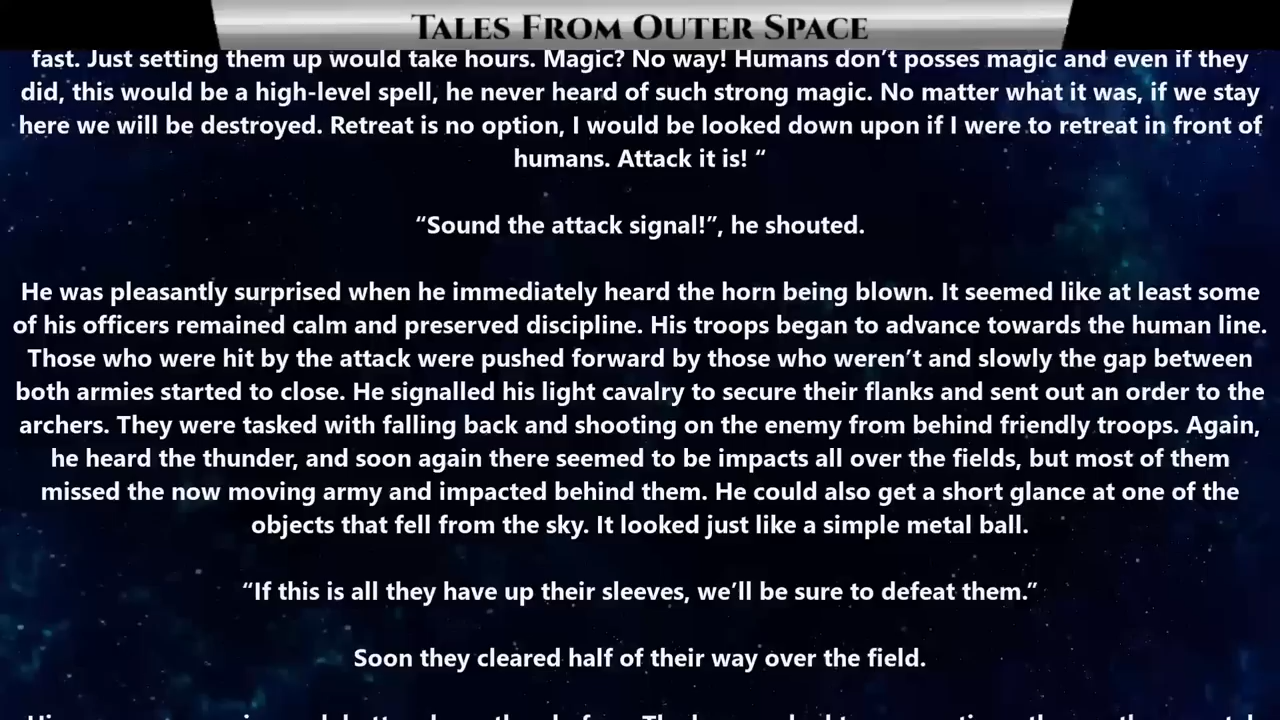 Tales From Outer Space
fast. Just setting them up would take hours. Magic? No way! Humans don’t posses magic and even if they
did, this would be a high-level spell, he never heard of such strong magic. No matter what it was, if we stay
here we will be destroyed. Retreat is no option, I would be looked down upon if I were to retreat in front of
humans. Attack it is! “
“Sound the attack signal!”, he shouted.
He was pleasantly surprised when he immediately heard the horn being blown. It seemed like at least some
of his officers remained calm and preserved discipline. His troops began to advance towards the human line.
Those who were hit by the attack were pushed forward by those who weren’t and slowly the gap between
both armies started to close. He signalled his light cavalry to secure their flanks and sent out an order to the
archers. They were tasked with falling back and shooting on the enemy from behind friendly troops. Again,
he heard the thunder, and soon again there seemed to be impacts all over the fields, but most of them
missed the now moving army and impacted behind them. He could also get a short glance at one of the
objects that fell from the sky. It looked just like a simple metal ball.
“If this is all they have up their sleeves, we’ll be sure to defeat them.”
Soon they cleared half of their way over the field.